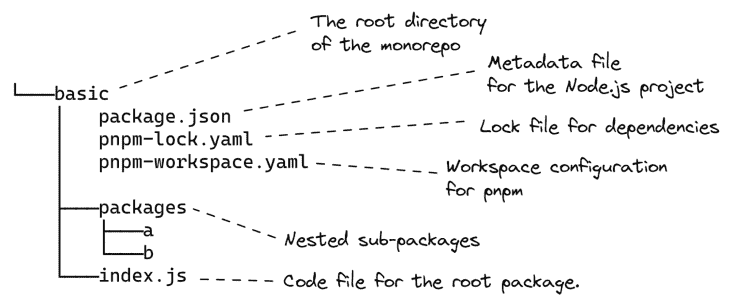 The root directory
of the monorepo
basic
Metadata file
for the Node.js project
package.json
Lock file for dependencies
pnpm-lock.yaml
pnpm-workspace.yaml
Workspace configuration
for pnpm
packages
a
Nested sub-packages
b
index.js
Code file for the root package.